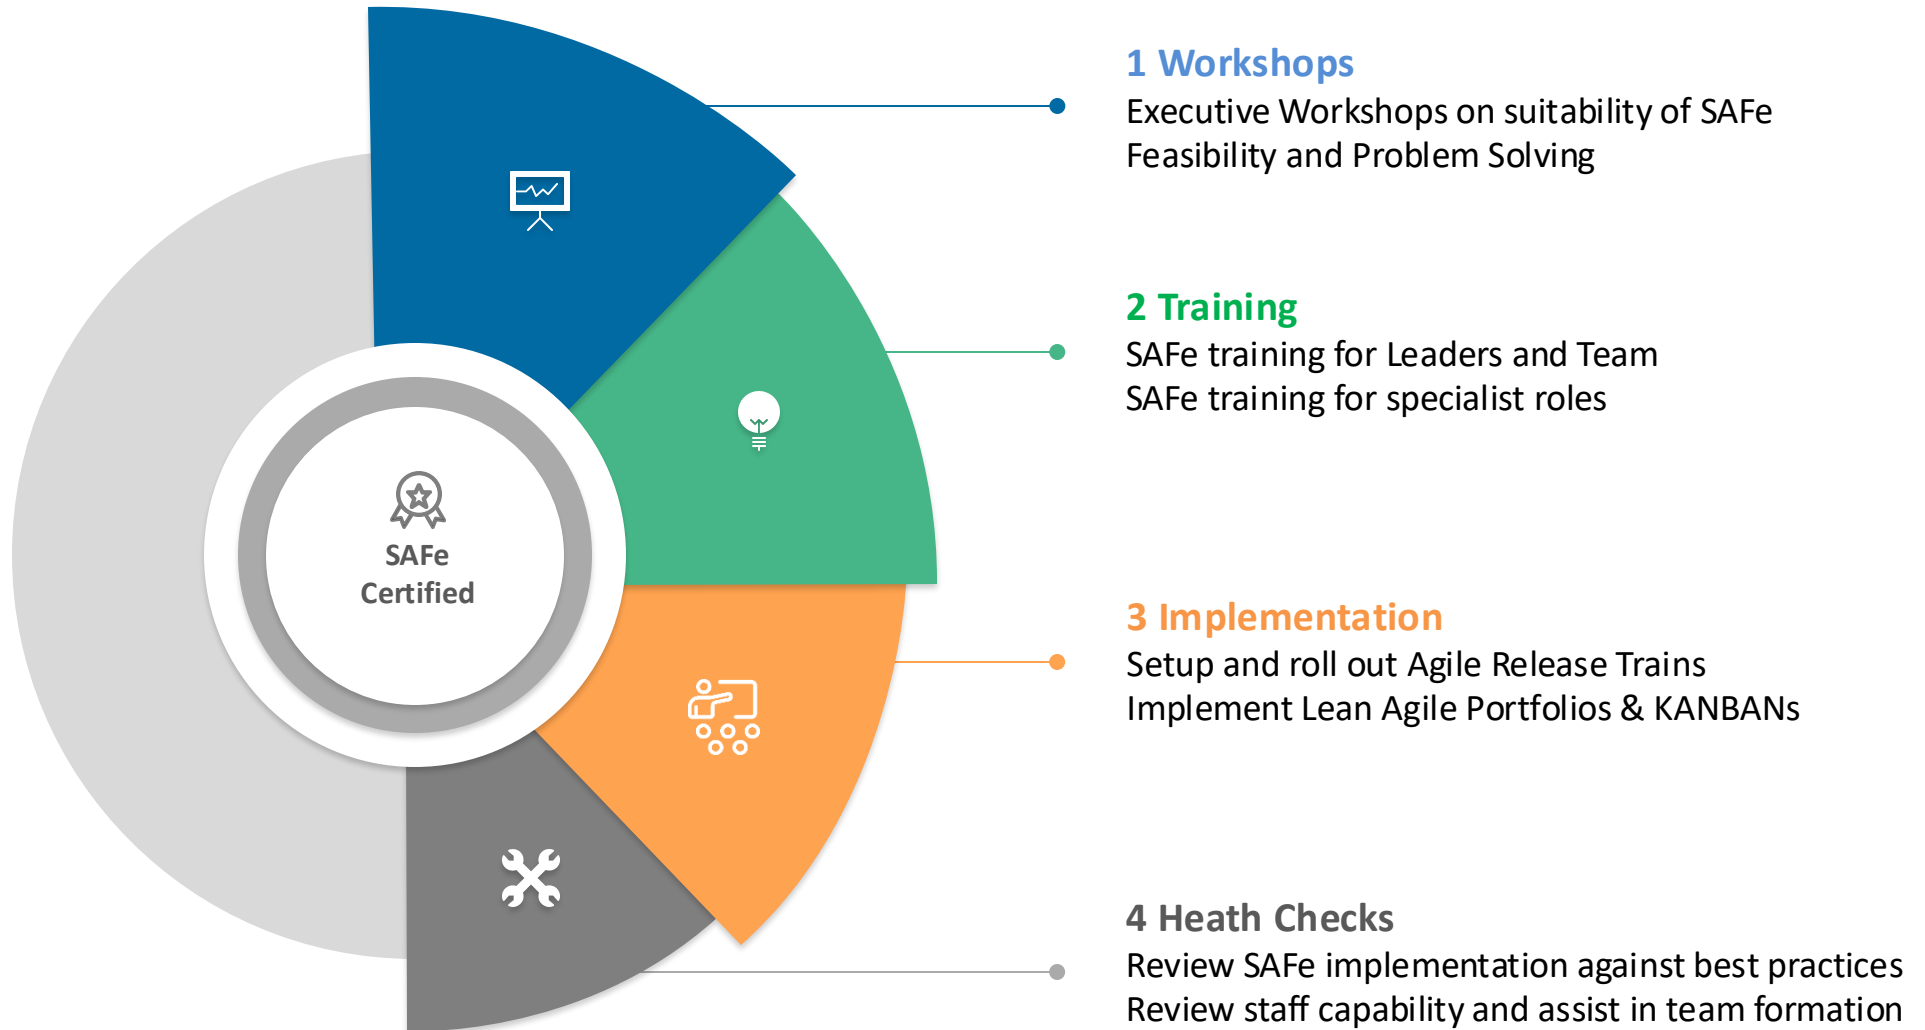 1 Workshops
Executive Workshops on suitability of SAFe
Feasibility and Problem Solving
2 Training
SAFe training for Leaders and Team
SAFe training for specialist roles
SAFe
Certified
3 Implementation
Setup and roll out Agile Release Trains
Implement Lean Agile Portfolios & KANBANs
4 Heath Checks
Review SAFe implementation against best practices
Review staff capability and assist in team formation